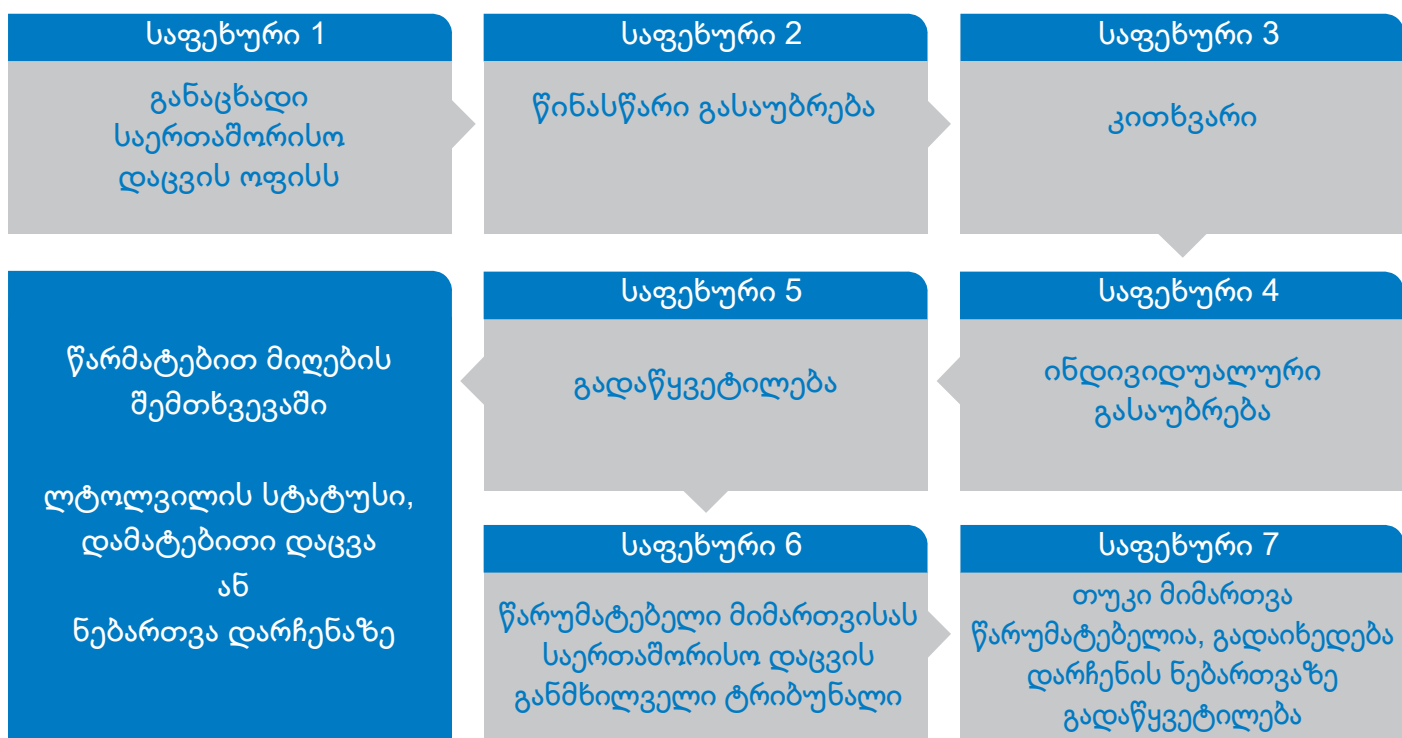 საფეხური 1
განაცხადი
საერთაშორისო
დაცვის ოფისს
საფეხური 2
წინასწარი გასაუბრება
საფეხური 3
კითხვარი
საფეხური 4
ინდივიდუალური
გასაუბრება
საფეხური 5
გადაწყვეტილება
წარმატებით მიღების
შემთხვევაში
ლტოლვილის სტატუსი,
დამატებითი დაცვა
ან
ნებართვა დარჩენაზე
საფეხური 6
წარუმატებელი მიმართვისას
საერთაშორისო დაცვის
განმხილველი ტრიბუნალი
საფეხური 7
თუკი მიმართვა
წარუმატებელია, გადაიხედება
დარჩენის ნებართვაზე
გადაწყვეტილება